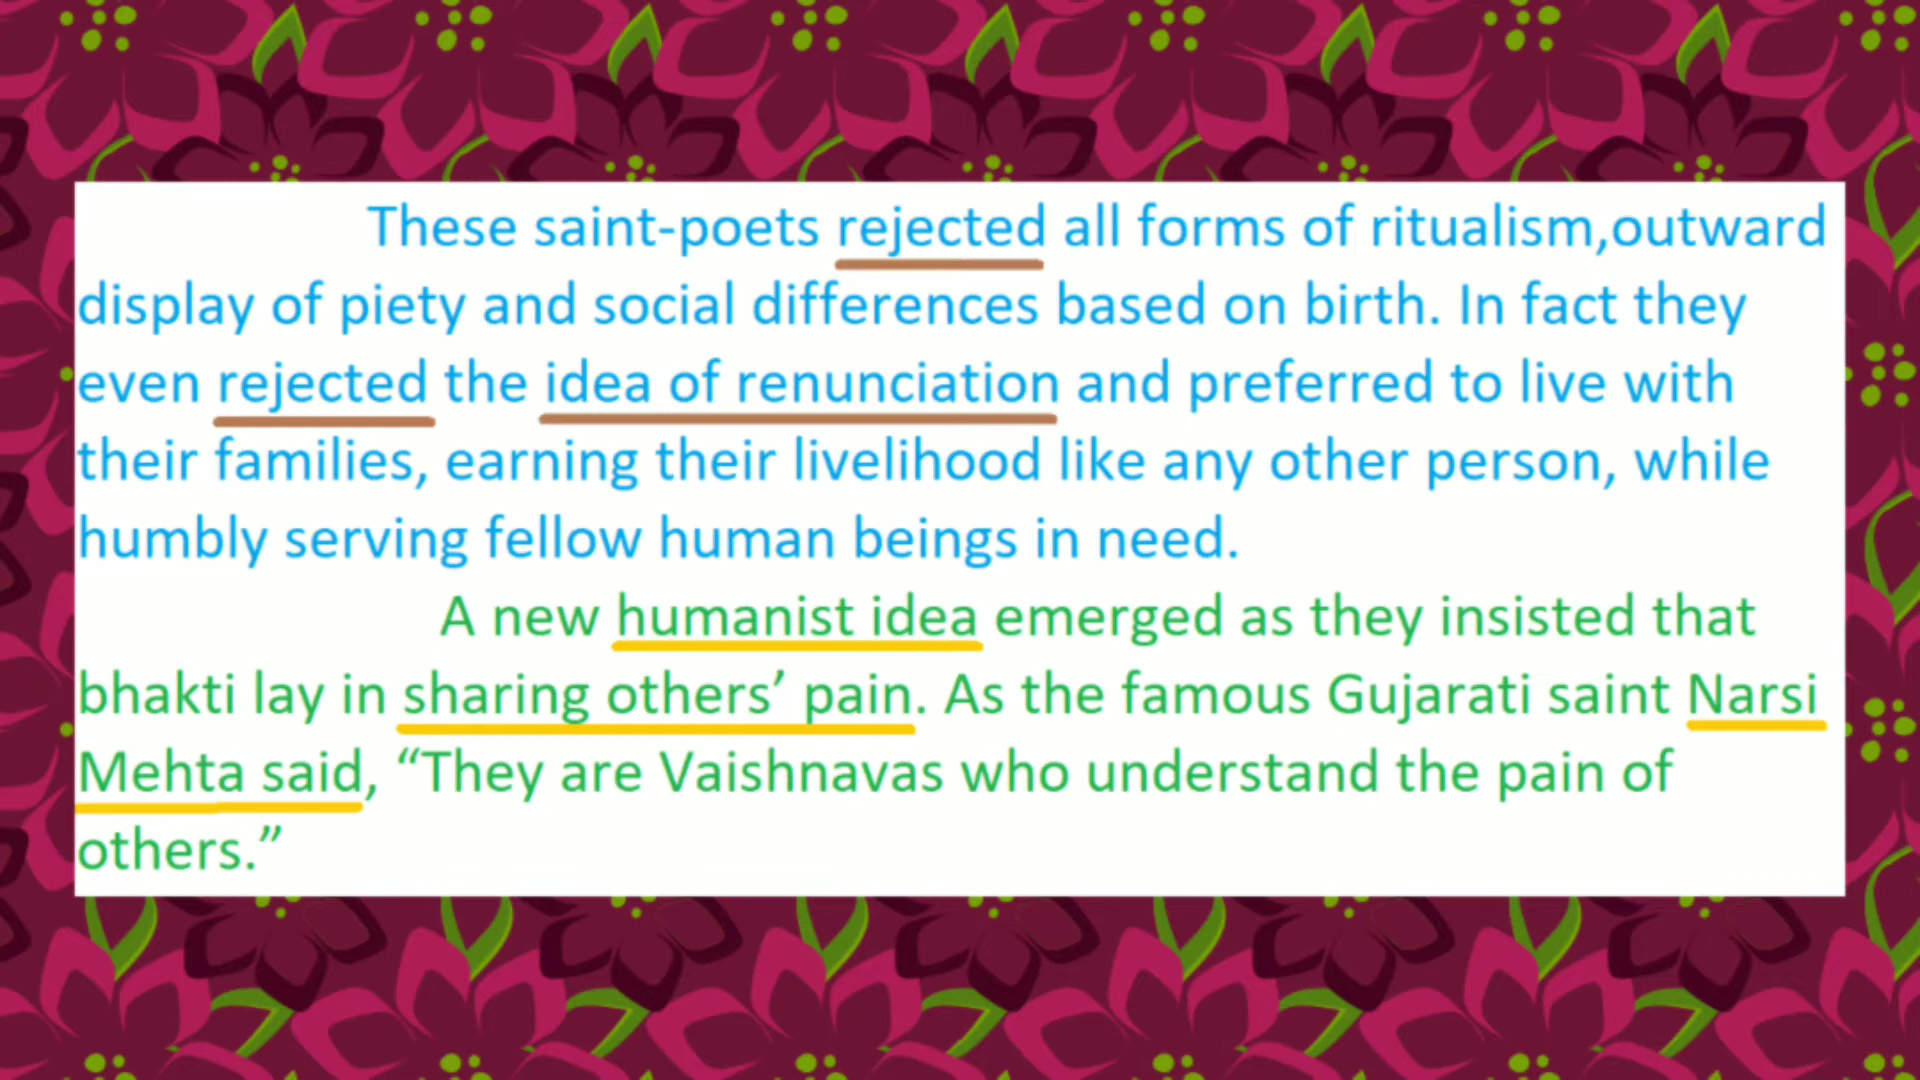 These saint-poets rejected all forms of ritualism,outward
display of piety and social differences based on birth. In fact they
even rejected the idea of renunciation and preferred to live with
their families, earning their livelihood like any other person, while
humbly serving fellow human beings in need.
A new humanist idea emerged as they insisted that
bhakti lay in sharing others’ pain. As the famous Gujarati saint Narsi
Mehta said, “They are Vaishnavas who understand the pain of
others.”